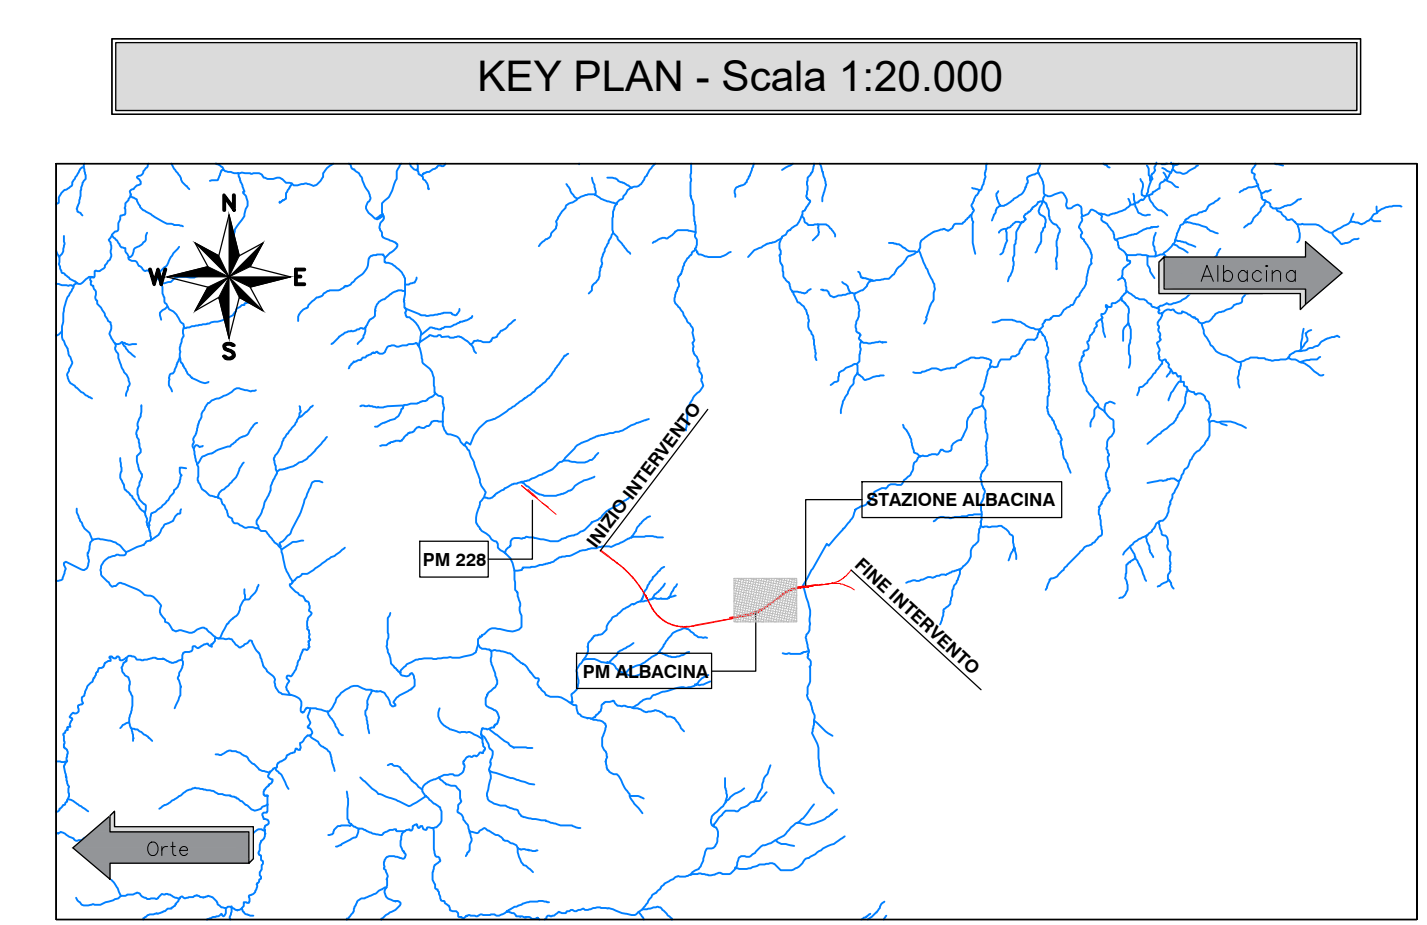 KEY PLAN - Scala 1:20.000
N
W
E
S
Albacina
INIZIO INTERVENTO
STAZIONE ALBACINA
PM 228
FINE INTERVENTO
PM ALBACINA
Orte